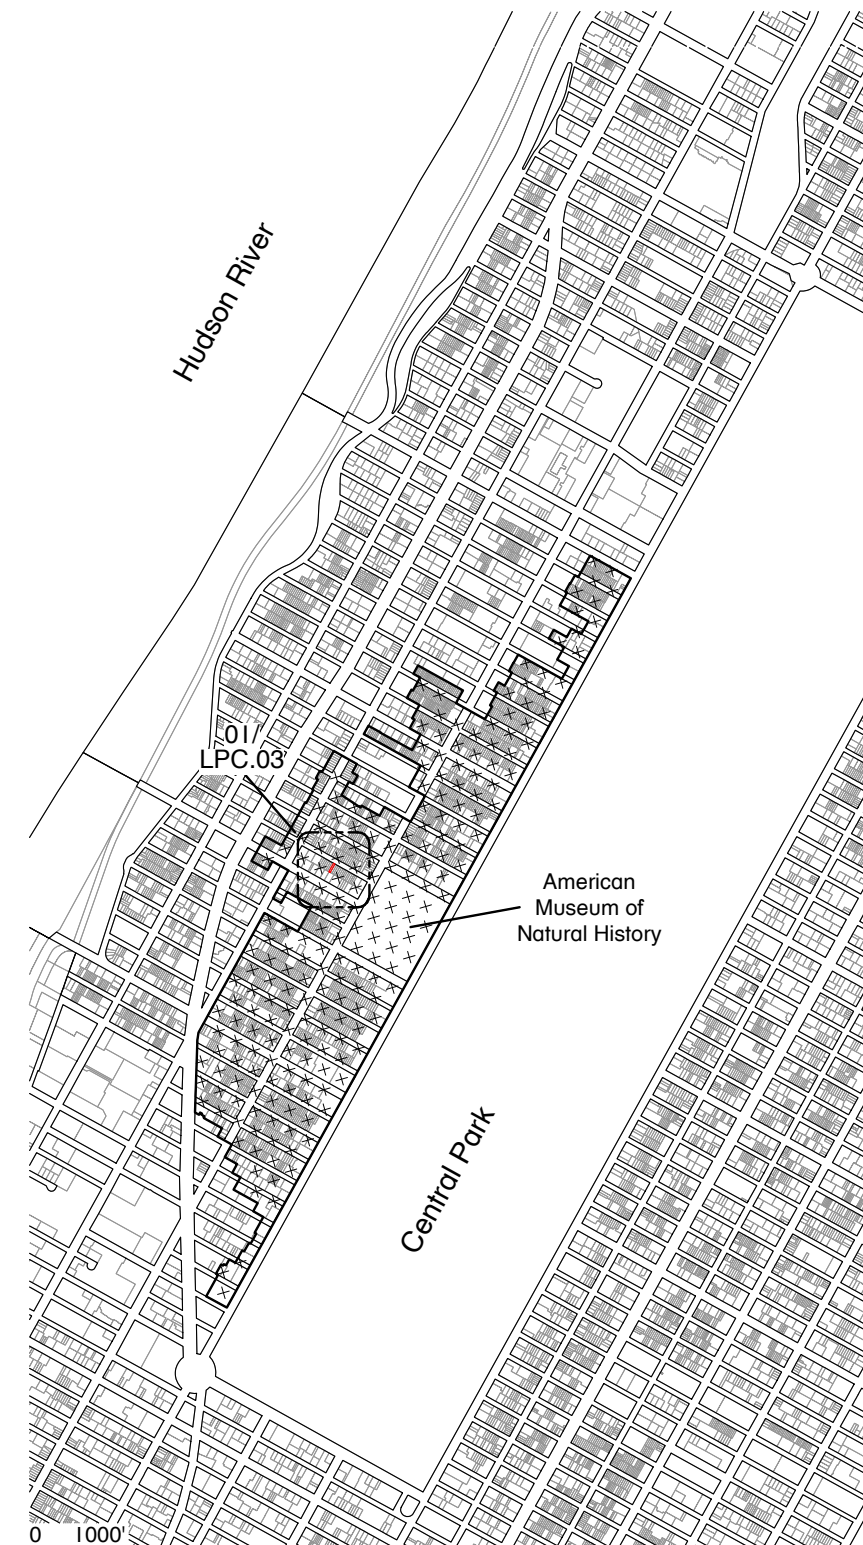 Hudson River
01/
LPC.03
American
Museum of
Natural History
Central Park
0 1000'